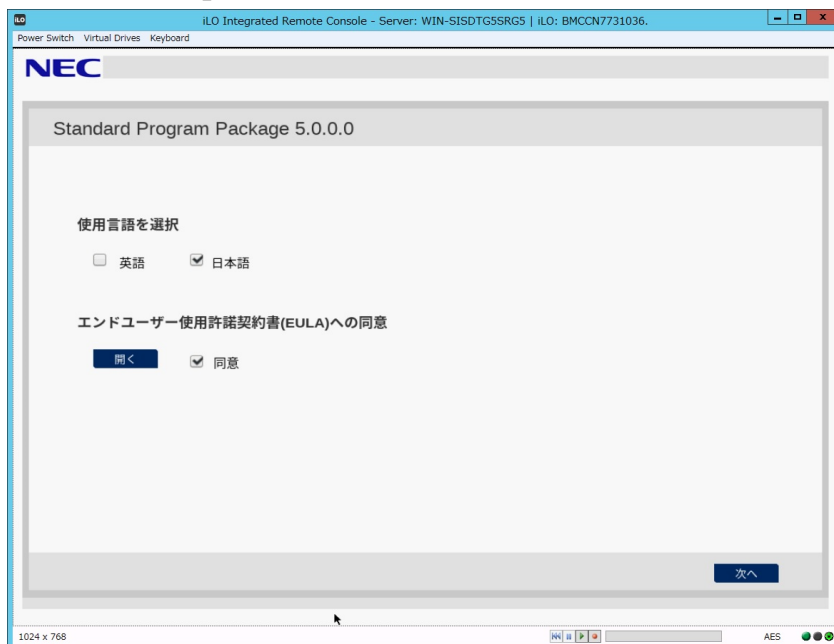 iLO
iLO Integrated Remote Console - Server: WIN-SISDTG5SRG5 | iLO: BMCCN7731036.
Power Switch Virtual Drives Keyboard
NEC
Standard Program Package 5.0.0.0
使用言語を選択
英語 日本語
エンドユーザー使用許諾契約書(EULA)への同意
開く 同意
次へ
1024 x 768 AES